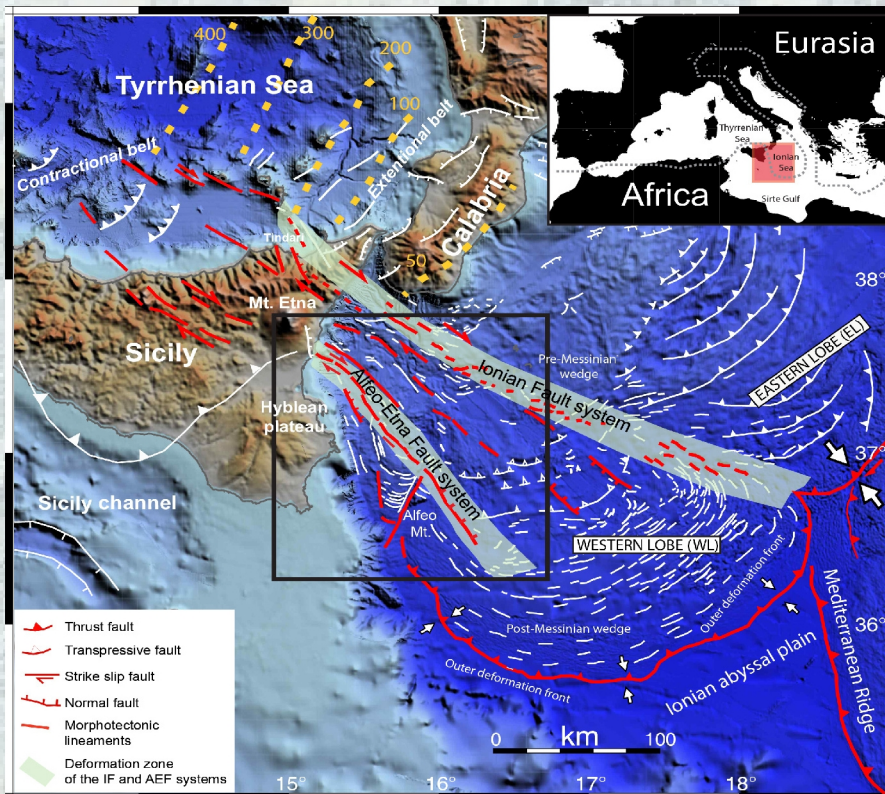 400
300
200
100
50
Tyrrhenian Sea
Contractional belt
Extentional belt
Calabria
Tindari
Mt. Etna
Sicily
Hyblean
plateau
Sicily channel
Alfeo-Etna Fault system
Alfeo
Mt.
Ionian Fault system
Pre-Messinian
wedge
EASTERN LOBE (EL)
WESTERN LOBE (WL)
Post-Messinian wedge
Outer deformation front
Outer deformation front
Ionian abyssal plain
Mediterranean Ridge
Eurasia
Thyrrenian
Sea
Ionian
Sea
Africa
Sirte Gulf
38°
37°
36°
0 km 100
15° 16° 17° 18°
Thrust fault
Transpressive fault
Strike slip fault
Normal fault
Morphotectonic
lineaments
Deformation zone
of the IF and AEF systems